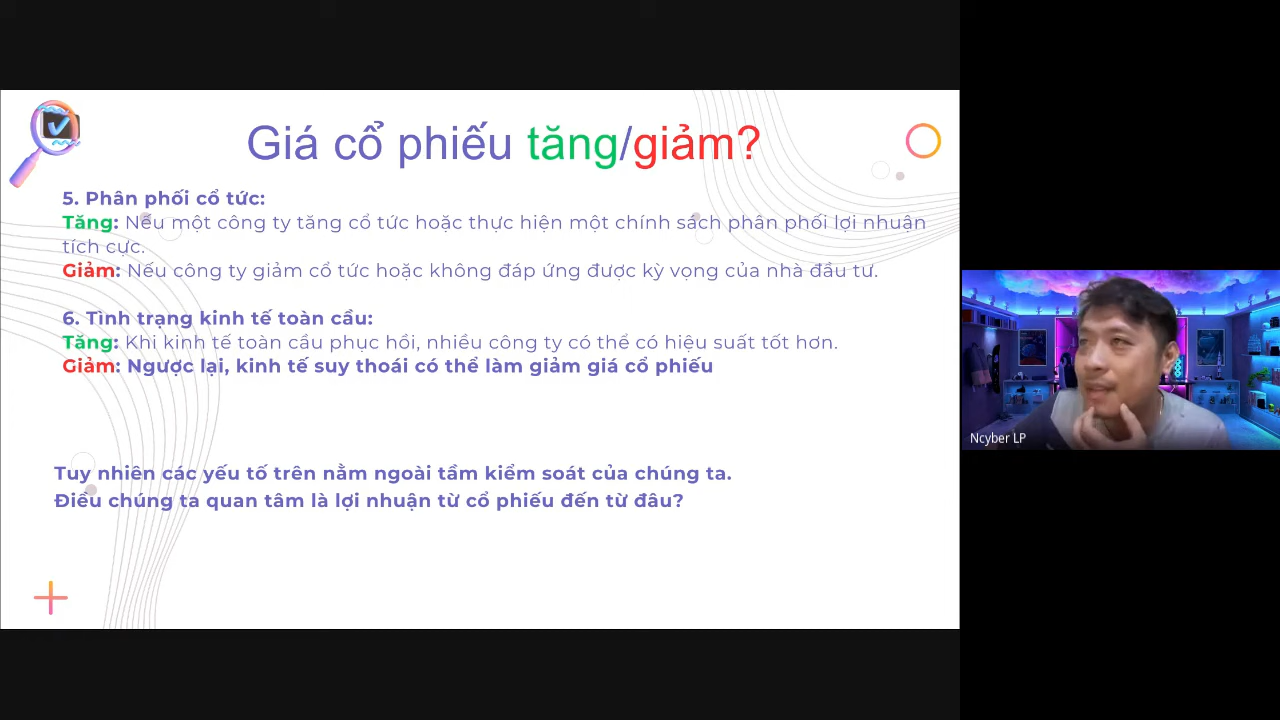 Giá cổ phiếu tăng/giảm?
5. Phân phối cổ tức:
Tăng: Nếu một công ty tăng cổ tức hoặc thực hiện một chính sách phân phối lợi nhuận
tích cực.
Giảm: Nếu công ty giảm cổ tức hoặc không đáp ứng được kỳ vọng của nhà đầu tư.
6. Tình trạng kinh tế toàn cầu:
Tăng: Khi kinh tế toàn cầu phục hồi, nhiều công ty có thể có hiệu suất tốt hơn.
Giảm: Ngược lại, kinh tế suy thoái có thể làm giảm giá cổ phiếu
Tuy nhiên các yếu tố trên nằm ngoài tầm kiểm soát của chúng ta.
Điều chúng ta quan tâm là lợi nhuận từ cổ phiếu đến từ đâu?
Ncyber LP